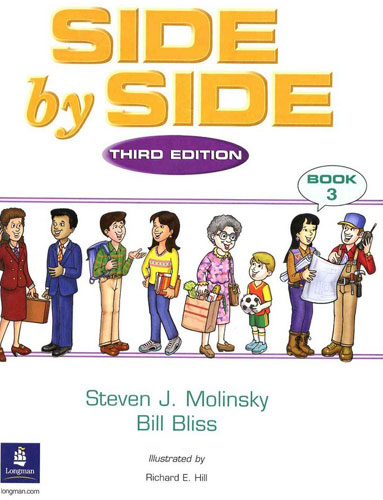 SIDE
by SIDE
THIRD EDITION
BOOK
3
Steven J. Molinsky
Bill Bliss
Illustrated by
Richard E. Hill
Longman
longman.com